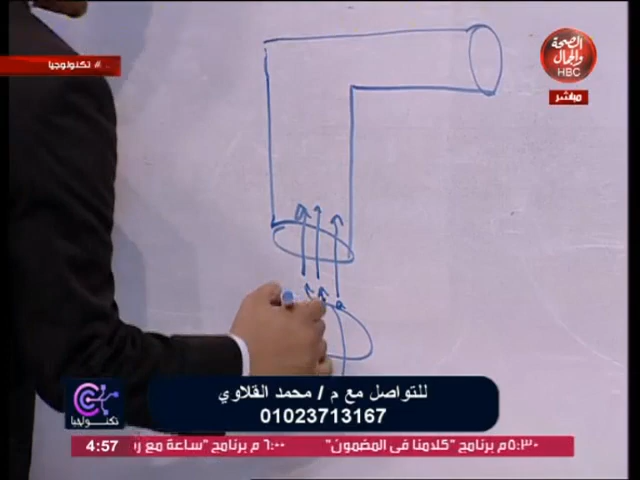 الصحة
والجمال
HBC
مباشر
#تكنولوجيا
للتواصل مع م / محمد القلاوي
01023713167
تكنولوجيا
4:57
٥:٣٠م برنامج "كلامنا في المضمون"
٦:٠٠ م برنامج "ساعة مع